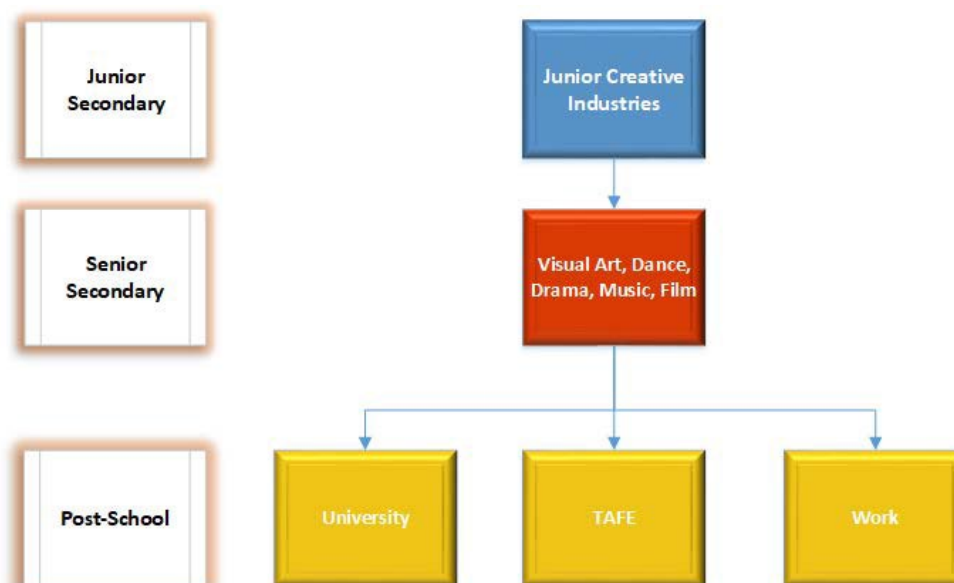 Junior
Secondary
Junior Creative
Industries
Senior
Secondary
Visual Art, Dance,
Drama, Music, Film
Post-School
University
TAFE
Work